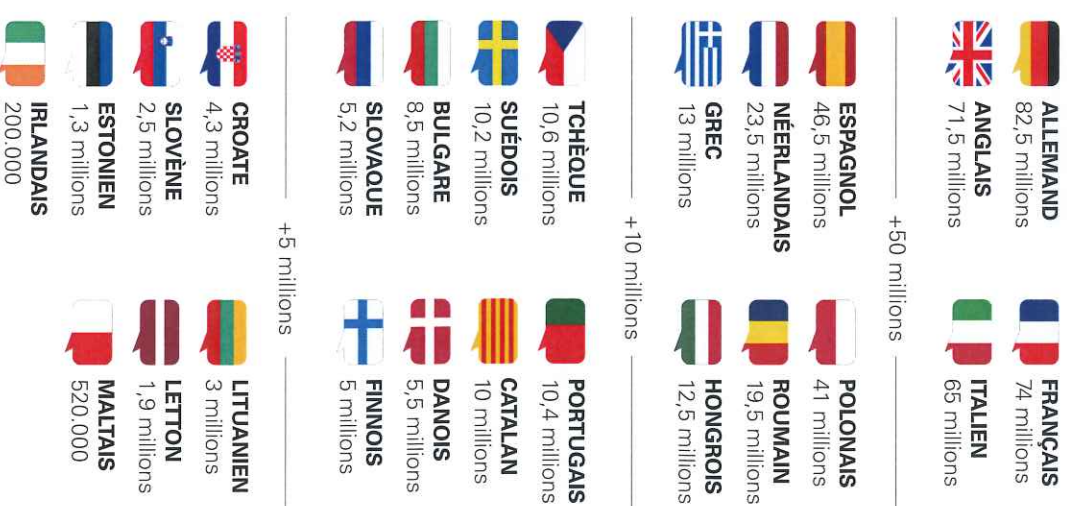 ALLEMAND
82,5 millions
FRANÇAIS
74 millions
ANGLAIS
71,5 millions
ITALIEN
65 millions
+50 millions
ESPAGNOL
46,5 millions
POLONAIS
41 millions
NÉERLANDAIS
23,5 millions
ROUMAIN
19,5 millions
GREC
13 millions
HONGROIS
12,5 millions
+10 millions
TCHÈQUE
10,6 millions
PORTUGAIS
10,4 millions
SUÉDOIS
10,2 millions
CATALAN
10 millions
BULGARE
8,5 millions
DANOIS
5,5 millions
SLOVAQUE
5,2 millions
FINNOIS
5 millions
+5 millions
CROATE
4,3 millions
LITUANIEN
3 millions
SLOVÈNE
2,5 millions
LETTON
1,9 millions
ESTONIEN
1,3 millions
MALTAIS
520.000
IRLANDAIS
200.000